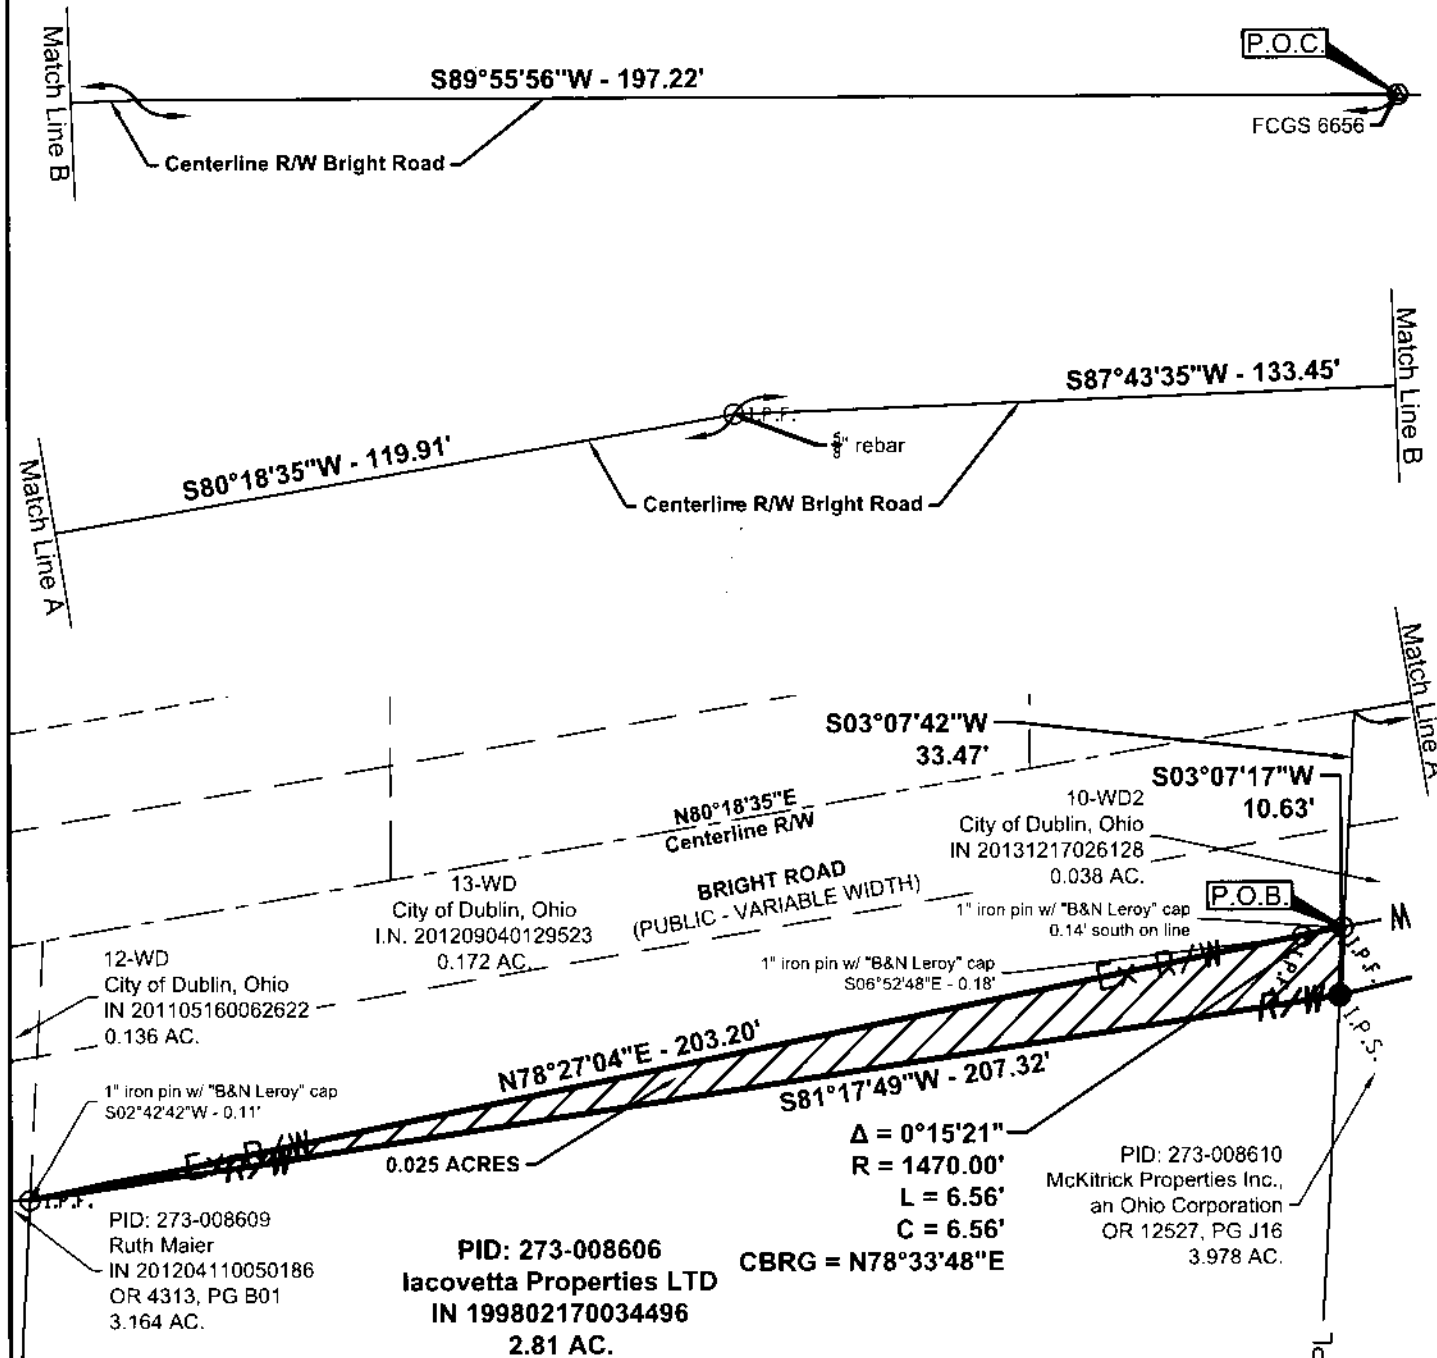 P.O.C.
S89°55'56"W - 197.22'
Match Line B
FCGS 6656
Centerline R/W Bright Road
Match Line B
S87°43'35"W - 133.45'
I.P.F.
5/8" rebar
S80°18'35"W - 119.91'
Centerline R/W Bright Road
Match Line A
Match Line A
S03°07'42"W
33.47'
S03°07'17"W
10.63'
N80°18'35"E
Centerline R/W
10-WD2
City of Dublin, Ohio
IN 20131217026128
0.038 AC.
BRIGHT ROAD
(PUBLIC - VARIABLE WIDTH)
13-WD
City of Dublin, Ohio
I.N. 201209040129523
0.172 AC.
P.O.B.
1" iron pin w/ "B&N Leroy" cap
0.14' south on line
12-WD
City of Dublin, Ohio
IN 201105160062622
0.136 AC.
1" iron pin w/ "B&N Leroy" cap
S06°52'48"E - 0.18'
Ex R/W
M
I.P.F.
I.P.F.
R/W
I.P.S.
N78°27'04"E - 203.20'
S81°17'49"W - 207.32'
1" iron pin w/ "B&N Leroy" cap
S02°42'42"W - 0.11'
Ex R/W
R/W
0.025 ACRES
I.P.F.
Δ = 0°15'21"
R = 1470.00'
L = 6.56'
C = 6.56'
CBRG = N78°33'48"E
PID: 273-008610
McKitrick Properties Inc.,
an Ohio Corporation
OR 12527, PG J16
3.978 AC.
PID: 273-008609
Ruth Maier
IN 201204110050186
OR 4313, PG B01
3.164 AC.
PID: 273-008606
Iacovetta Properties LTD
IN 199802170034496
2.81 AC.